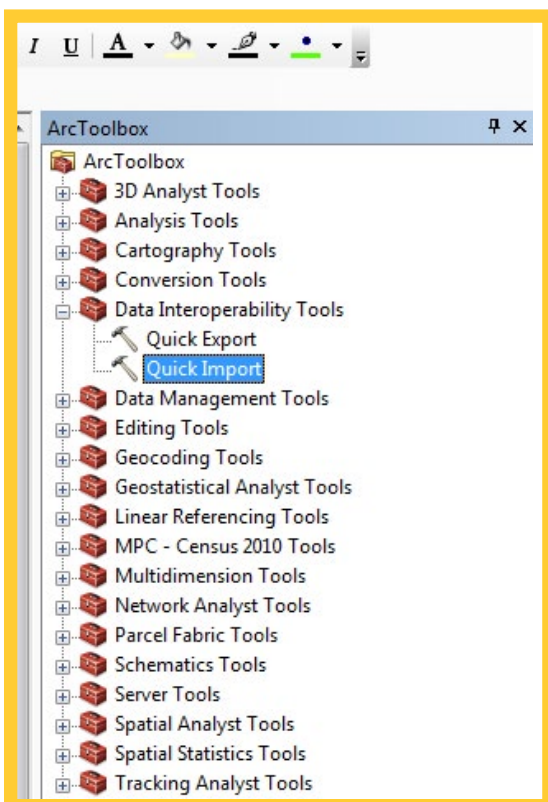 I U A
ArcToolbox
ArcToolbox
3D Analyst Tools
Analysis Tools
Cartography Tools
Conversion Tools
Data Interoperability Tools
Quick Export
Quick Import
Data Management Tools
Editing Tools
Geocoding Tools
Geostatistical Analyst Tools
Linear Referencing Tools
MPC - Census 2010 Tools
Multidimension Tools
Network Analyst Tools
Parcel Fabric Tools
Schematics Tools
Server Tools
Spatial Analyst Tools
Spatial Statistics Tools
Tracking Analyst Tools